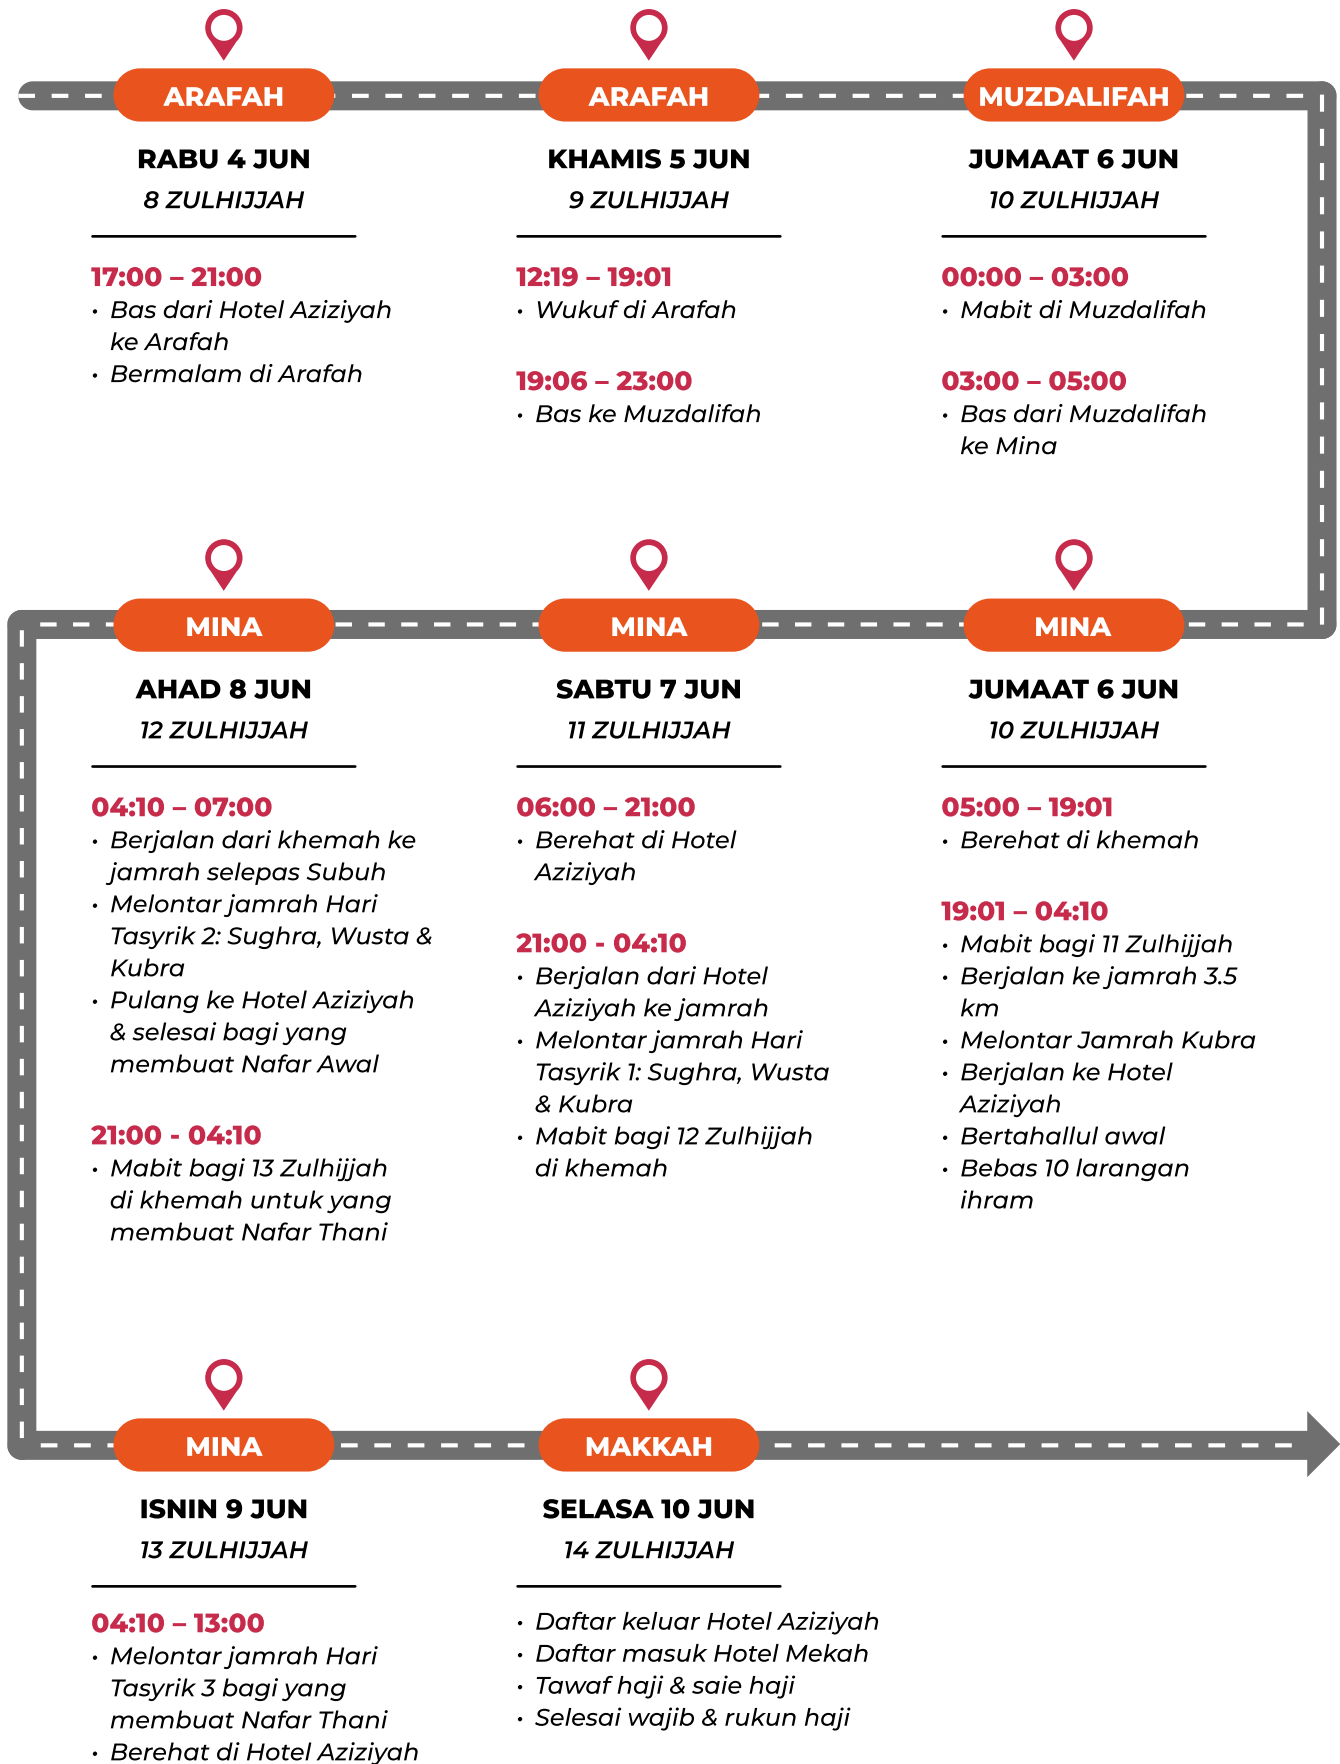 ARAFAH
RABU 4 JUN
8 ZULHIJJAH
17:00 – 21:00
• Bas dari Hotel Aziziyah
ke Arafah
• Bermalam di Arafah
ARAFAH
KHAMIS 5 JUN
9 ZULHIJJAH
12:19 – 19:01
• Wukuf di Arafah
19:06 – 23:00
• Bas ke Muzdalifah
MUZDALIFAH
JUMAAT 6 JUN
10 ZULHIJJAH
00:00 – 03:00
• Mabit di Muzdalifah
03:00 – 05:00
• Bas dari Muzdalifah
ke Mina
MINA
JUMAAT 6 JUN
10 ZULHIJJAH
05:00 – 19:01
• Berehat di khemah
19:01 – 04:10
• Mabit bagi 11 Zulhijjah
• Berjalan ke jamrah 3.5
km
• Melontar Jamrah Kubra
• Berjalan ke Hotel
Aziziyah
• Bertahallul awal
• Bebas 10 larangan
ihram
MINA
SABTU 7 JUN
11 ZULHIJJAH
06:00 – 21:00
• Berehat di Hotel
Aziziyah
21:00 - 04:10
• Berjalan dari Hotel
Aziziyah ke jamrah
• Melontar jamrah Hari
Tasyrik 1: Sughra, Wusta
& Kubra
• Mabit bagi 12 Zulhijjah
di khemah
MINA
AHAD 8 JUN
12 ZULHIJJAH
04:10 – 07:00
• Berjalan dari khemah ke
jamrah selepas Subuh
• Melontar jamrah Hari
Tasyrik 2: Sughra, Wusta &
Kubra
• Pulang ke Hotel Aziziyah
& selesai bagi yang
membuat Nafar Awal
21:00 - 04:10
• Mabit bagi 13 Zulhijjah
di khemah untuk yang
membuat Nafar Thani
MINA
ISNIN 9 JUN
13 ZULHIJJAH
04:10 – 13:00
• Melontar jamrah Hari
Tasyrik 3 bagi yang
membuat Nafar Thani
• Berehat di Hotel Aziziyah
MAKKAH
SELASA 10 JUN
14 ZULHIJJAH
• Daftar keluar Hotel Aziziyah
• Daftar masuk Hotel Mekah
• Tawaf haji & saie haji
• Selesai wajib & rukun haji